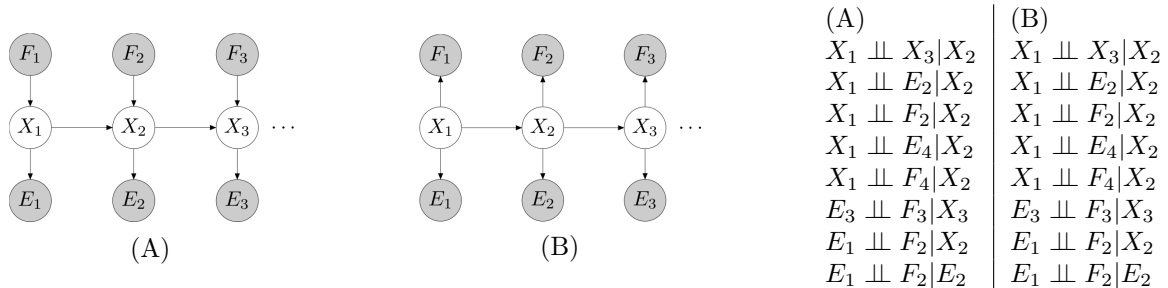 F₁ F₂ F₃
X₁ X₂ X₃ ···
E₁ E₂ E₃
(A)
F₁ F₂ F₃
X₁ X₂ X₃ ···
E₁ E₂ E₃
(B)
(A) (B)
X₁ ⫫ X₃|X₂ X₁ ⫫ X₃|X₂
X₁ ⫫ E₂|X₂ X₁ ⫫ E₂|X₂
X₁ ⫫ F₂|X₂ X₁ ⫫ F₂|X₂
X₁ ⫫ E₄|X₂ X₁ ⫫ E₄|X₂
X₁ ⫫ F₄|X₂ X₁ ⫫ F₄|X₂
E₃ ⫫ F₃|X₃ E₃ ⫫ F₃|X₃
E₁ ⫫ F₂|X₂ E₁ ⫫ F₂|X₂
E₁ ⫫ F₂|E₂ E₁ ⫫ F₂|E₂